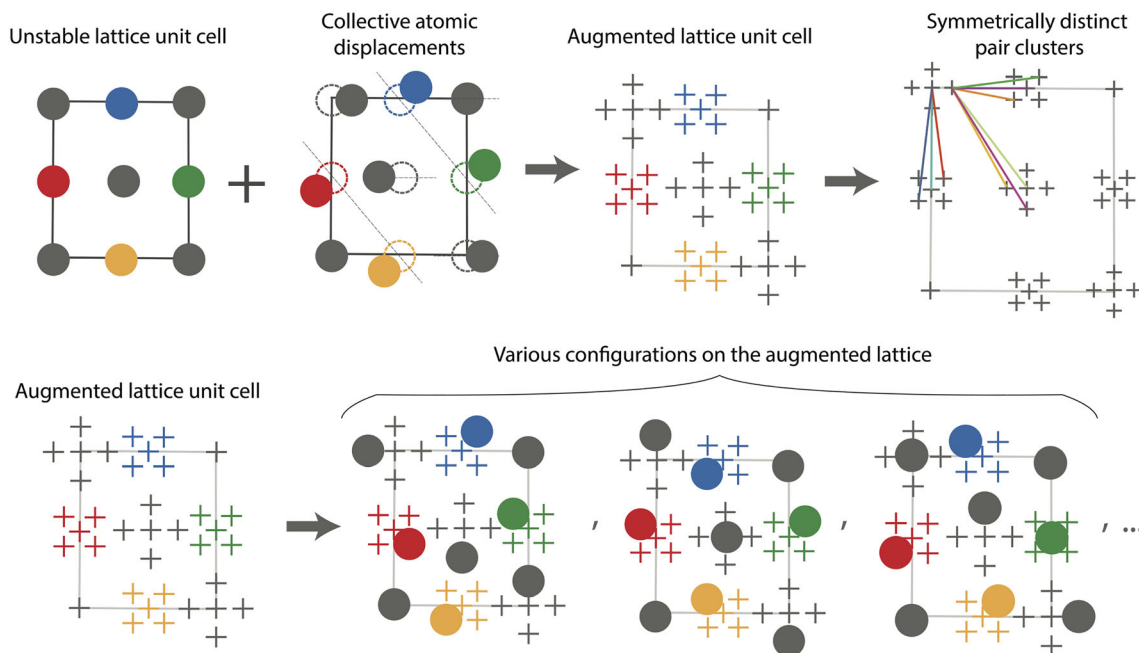 Unstable lattice unit cell
Collective atomic
displacements
Augmented lattice unit cell
Symmetrically distinct
pair clusters
Various configurations on the augmented lattice
Augmented lattice unit cell
, , , ...